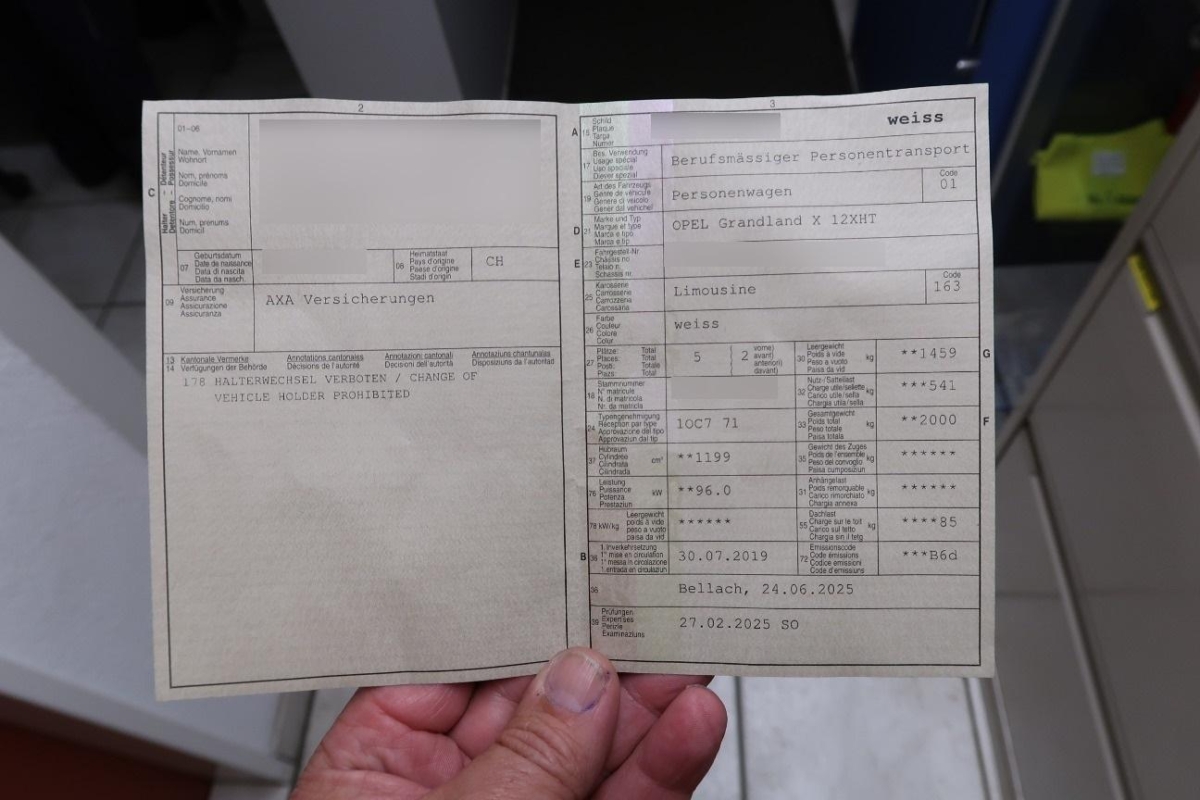 2
01-06
Name, Vornamen
Wohnort
Nom, prénoms
Domicile
Cognome, nomi
Domicilio
Num, prenums
Domicil
C
Halter Détenteur
Detentore Possessur
07
Geburtsdatum
Date de naissance
Data di nascita
Data da nasch.
08
Heimatstaat
Pays d'origine
Paese d'origine
Stadi d'origin
CH
09
Versicherung
Assurance
Assicurazione
Assicuranza
AXA Versicherungen
13
14
Kantonale Vermerke
Verfügungen der Behörde
Annotations cantonales
Décisions de l'autorité
Annotazioni cantonali
Decisioni dell'autorità
Annotaziuns chantunalas
Disposiziuns da l'autoritad
178 HALTERWECHSEL VERBOTEN / CHANGE OF
VEHICLE HOLDER PROHIBITED
3
A
15
Schild
Plaque
Targa
Numer
weiss
17
Bes. Verwendung
Usage spécial
Uso speciale
Diever spezial
Berufsmässiger Personentransport
19
Art des Fahrzeugs
Genre de véhicule
Genere di veicolo
Gener dal vehichel
Personenwagen
Code
01
D
21
Marke und Typ
Marque et type
Marca e tipo
Marca e tip
OPEL Grandland X 12XHT
E
23
Fahrgestell-Nr
Châssis no
Telaio n.
Schassis nr.
25
Karosserie
Carrosserie
Carrozzeria
Carossaria
Limousine
Code
163
26
Farbe
Couleur
Colore
Colur
weiss
27
Plätze: Total
Places: Total
Posti: Totale
Plazs: Total
5
2
vorne)
avant)
anteriori)
davant)
30
Leergewicht
Poids à vide
Peso a vuoto
Paisa da vid
kg
**1459
G
18
Stammnummer
N° matricule
N. di matricola
Nr. da matricla
32
Nutz-/Sattellast
Charge utile/sellette
Carico utile/sella
Chargia utila/sella
kg
***541
24
Typengenehmigung
Réception par type
Approvazione del tipo
Approvaziun dal tip
1OC7 71
33
Gesamtgewicht
Poids total
Peso totale
Paisa totala
kg
**2000
F
37
Hubraum
Cylindrée
Cilindrata
Cilindrada
cm³
**1199
35
Gewicht des Zuges
Poids de l'ensemble
Peso del convoglio
Paisa cumposiziun
kg
******
76
Leistung
Puissance
Potenza
Prestaziun
kW
**96.0
31
Anhängelast
Poids remorquable
Carico rimorchiato
Chargia annexa
kg
******
78 kW/kg
Leergewicht
poids à vide
peso a vuoto
paisa da vid
******
55
Dachlast
Charge sur le toit
Carico sul tetto
Chargia sin il tetg
kg
****85
B
36
1. Inverkehrsetzung
1re mise en circulation
1a messa in circolazione
1. entrada en circulaziun
30.07.2019
72
Emissionscode
Code émissions
Codice emissioni
Code d'emissiuns
***B6d
38
Bellach, 24.06.2025
39
Prüfungen
Expertises
Perizie
Examinaziuns
27.02.2025 SO